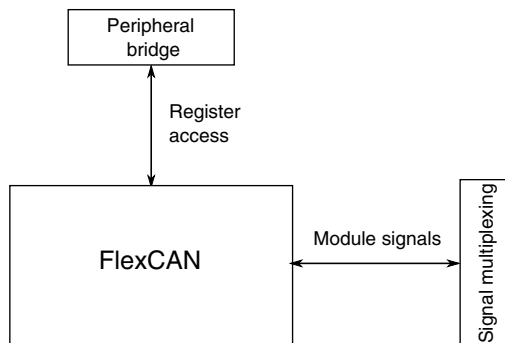 Peripheral
bridge
Register
access
FlexCAN
Module signals
Signal multiplexing